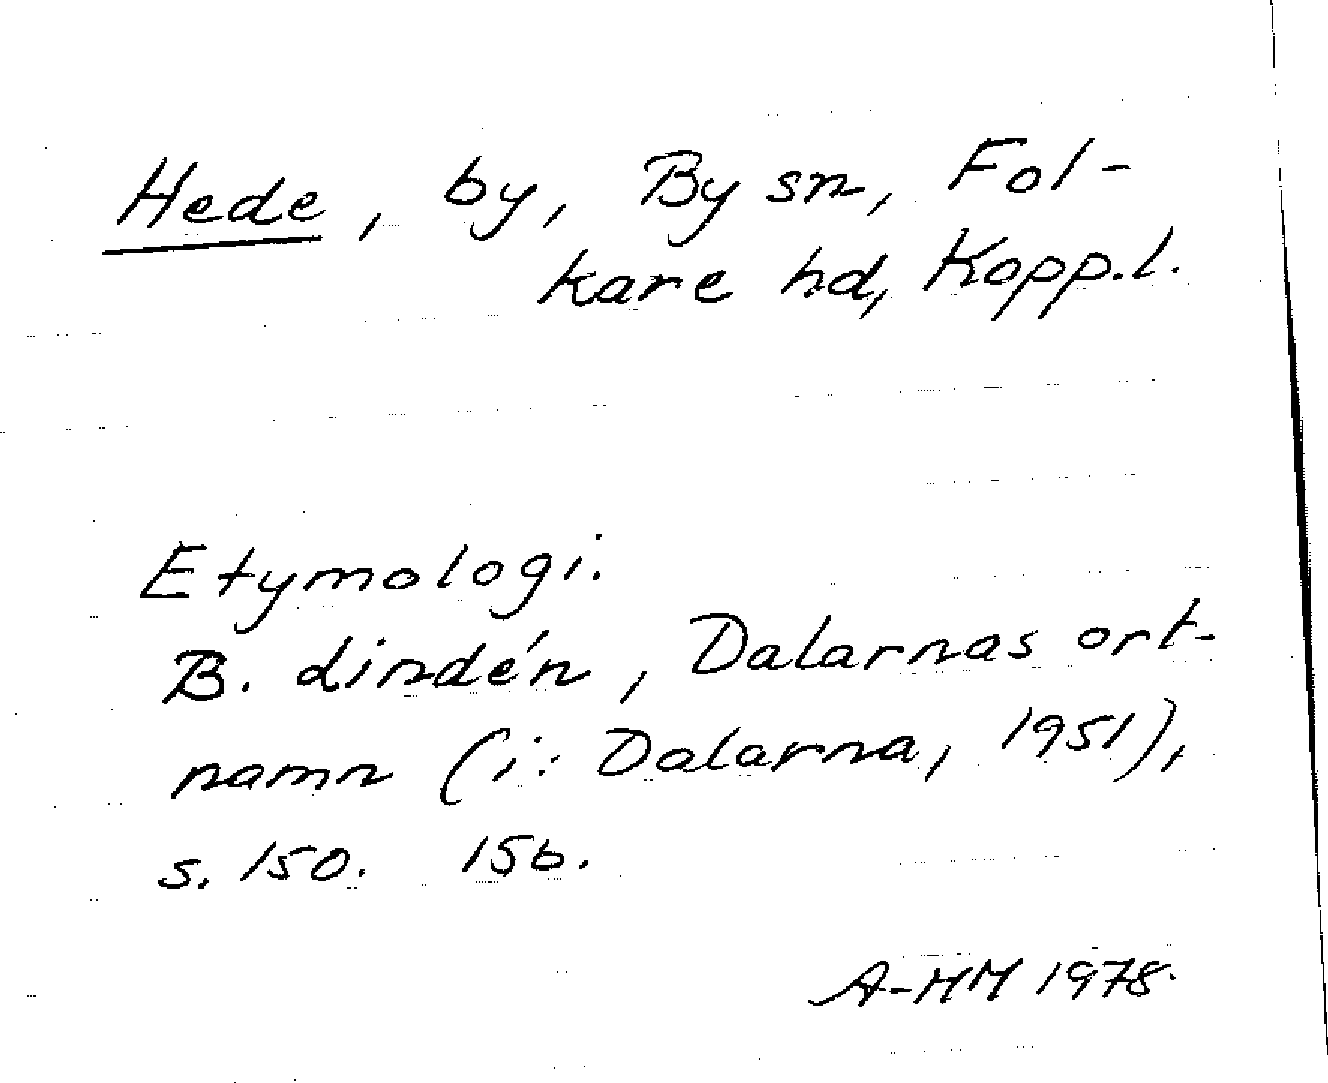 Hede, by, By sn, Fol-
kare hd, Kopp.l.
Etymologi.
B. Lindén, Dalarnas ort-
namn (i: Dalarna, 1951),
s. 150. 156.
A-MM 1978.